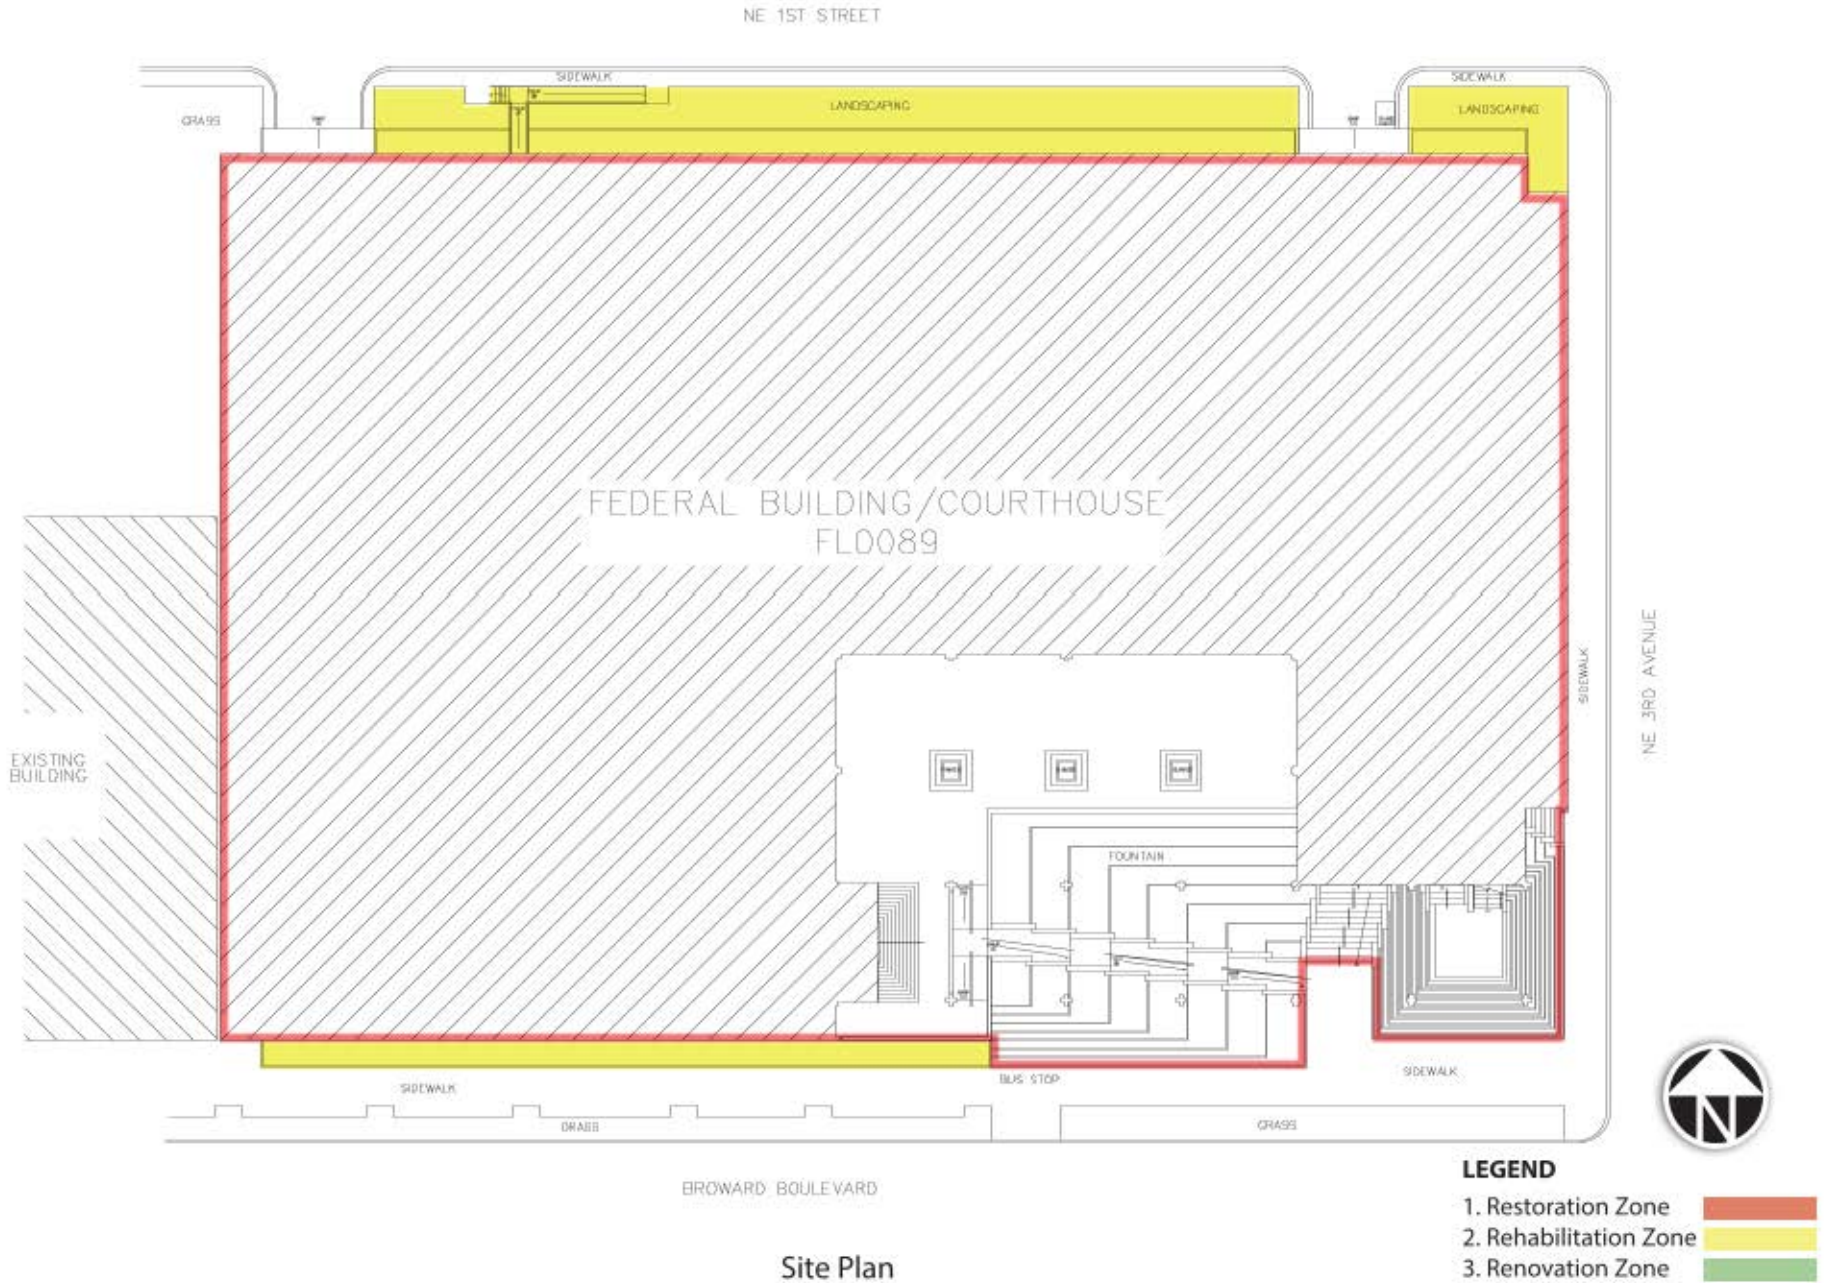 NE 1ST STREET
SIDEWALK
SIDEWALK
LANDSCAPING
LANDSCAPING
GRASS
FEDERAL BUILDING/COURTHOUSE
FL0089
NE 3RD AVENUE
SIDEWALK
EXISTING
BUILDING
FOUNTAIN
BUS STOP
SIDEWALK
SIDEWALK
GRASS
GRASS
BROWARD BOULEVARD
N
LEGEND
1. Restoration Zone
2. Rehabilitation Zone
3. Renovation Zone
Site Plan